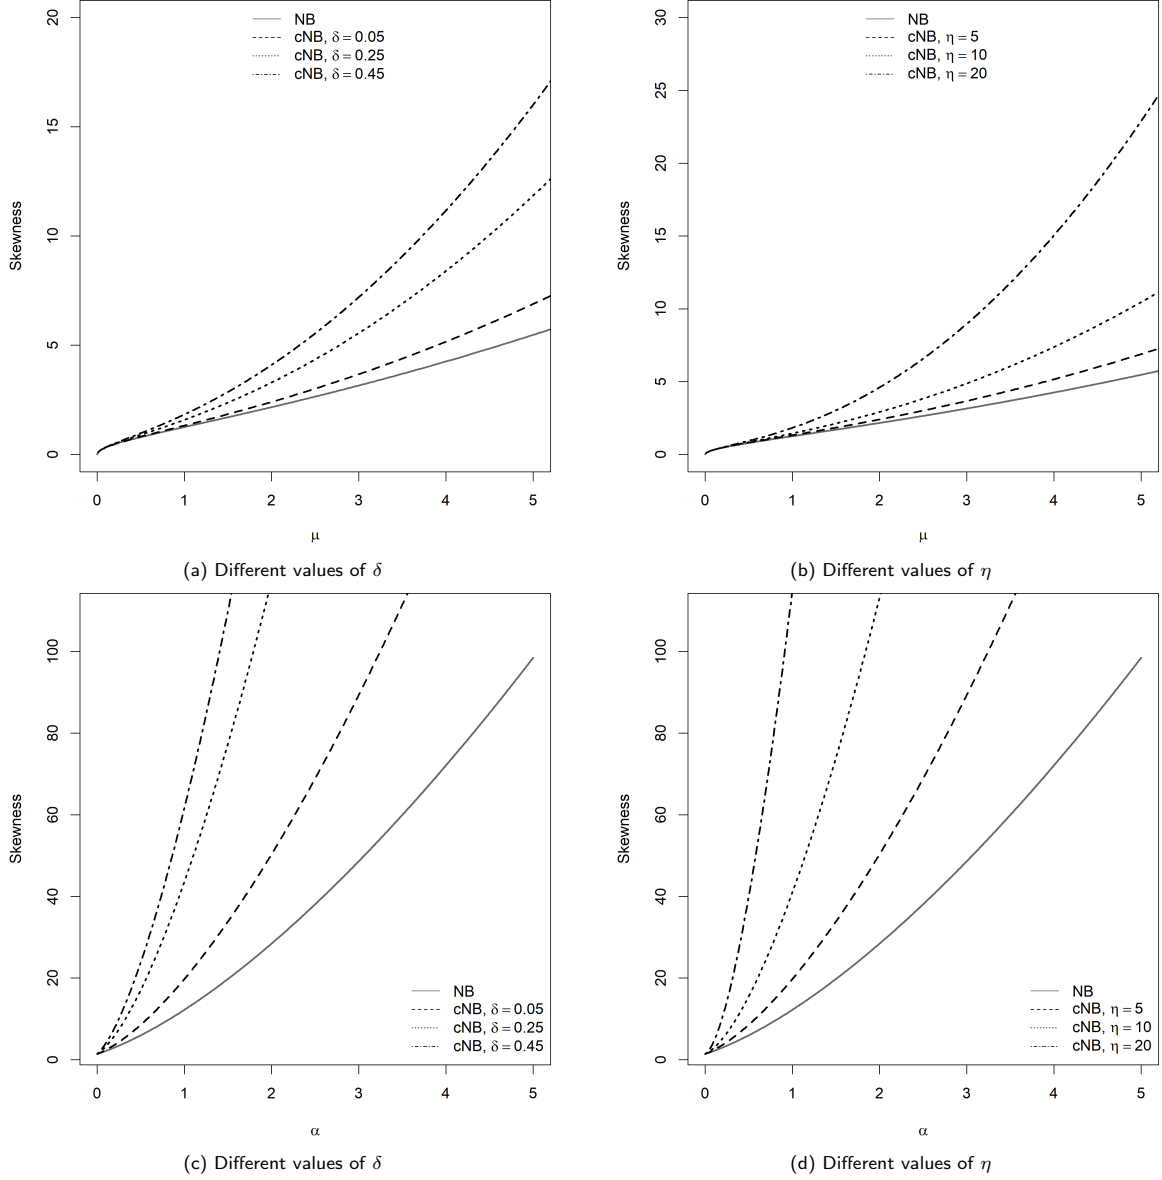 20
15
10
5
0
Skewness
NB
cNB, δ = 0.05
cNB, δ = 0.25
cNB, δ = 0.45
0 1 2 3 4 5
μ
(a) Different values of δ
30
25
20
15
10
5
0
Skewness
NB
cNB, η = 5
cNB, η = 10
cNB, η = 20
0 1 2 3 4 5
μ
(b) Different values of η
100
80
60
40
20
0
Skewness
NB
cNB, δ = 0.05
cNB, δ = 0.25
cNB, δ = 0.45
0 1 2 3 4 5
α
(c) Different values of δ
100
80
60
40
20
0
Skewness
NB
cNB, η = 5
cNB, η = 10
cNB, η = 20
0 1 2 3 4 5
α
(d) Different values of η